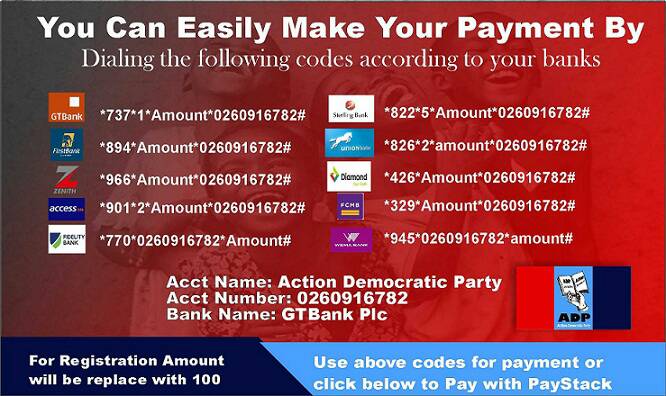 You Can Easily Make Your Payment By
Dialing the following codes according to your banks
GTBank
*737*1*Amount*0260916782#
FirstBank
*894*Amount*0260916782#
ZENITH
*966*Amount*0260916782#
access
*901*2*Amount*0260916782#
FIDELITY
BANK
*770*0260916782*Amount#
Sterling Bank
*822*5*Amount*0260916782#
union
*826*2*amount*0260916782#
Diamond
*426*Amount*0260916782#
FCMB
*329*Amount*0260916782#
WEMA BANK
*945*0260916782*amount#
Acct Name: Action Democratic Party
Acct Number: 0260916782
Bank Name: GTBank Plc
ADP
Action Democratic Party
For Registration Amount
will be replace with 100
Use above codes for payment or
click below to Pay with PayStack